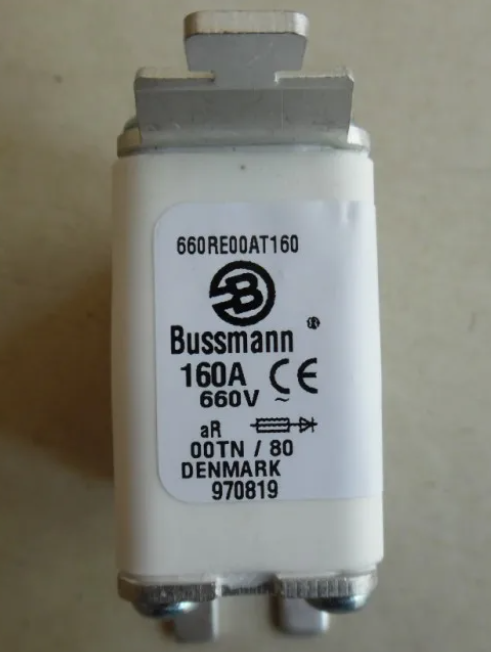 660RE00AT160
B
Bussmann ®
160A CE
660V ~
aR
00TN / 80
DENMARK
970819